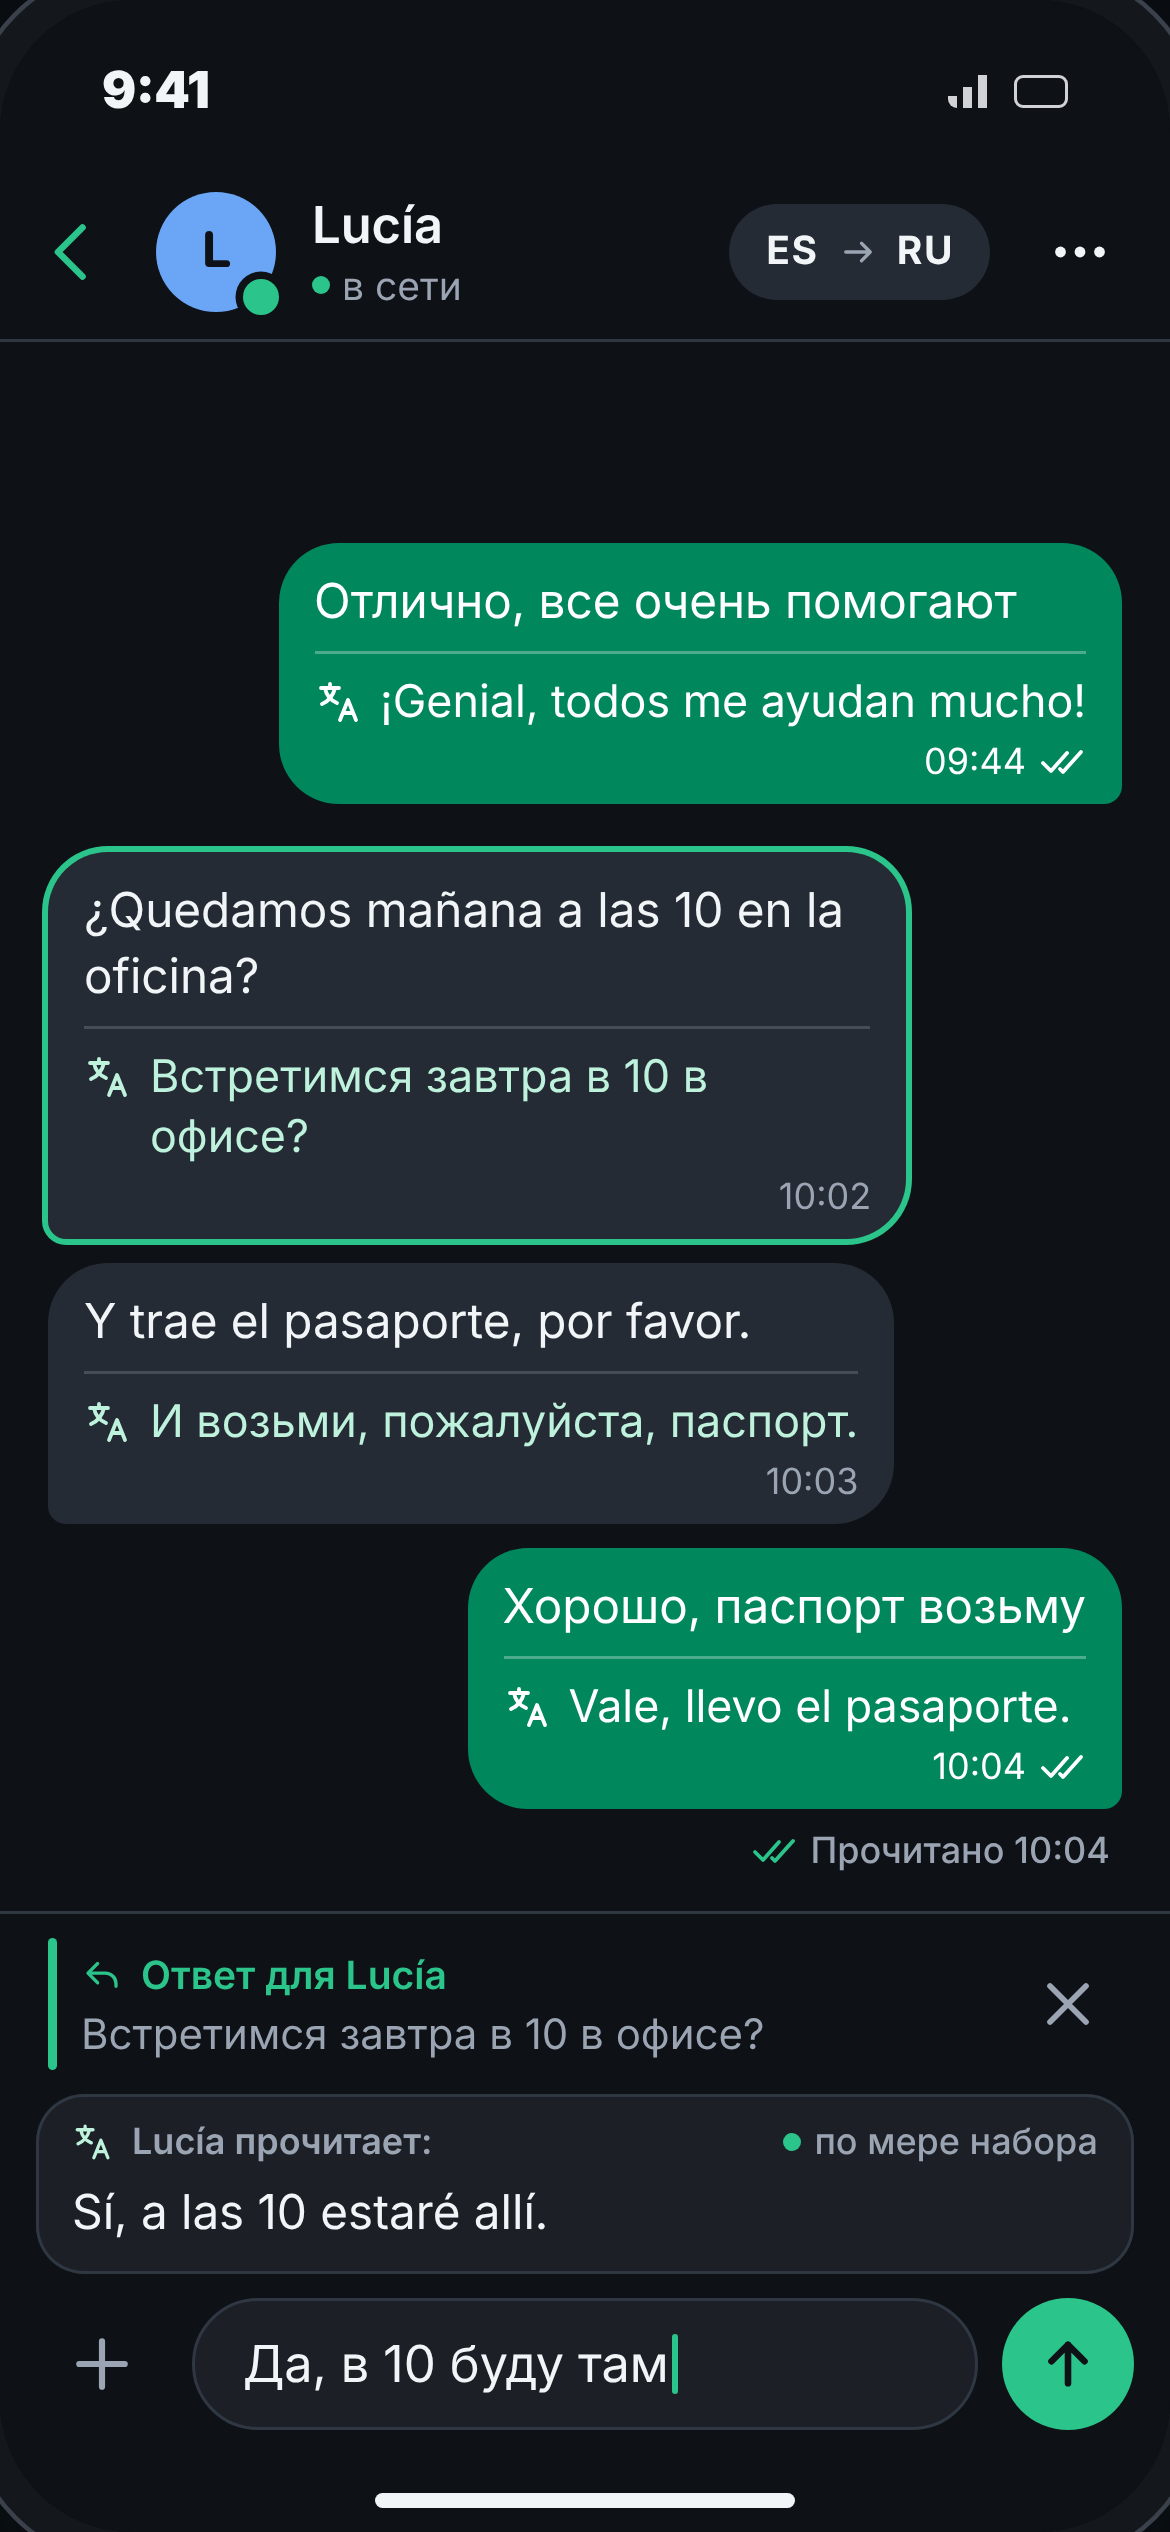 9:41
L
Lucía
в сети
ES → RU
Отлично, все очень помогают
¡Genial, todos me ayudan mucho!
09:44
¿Quedamos mañana a las 10 en la
oficina?
Встретимся завтра в 10 в
офисе?
10:02
Y trae el pasaporte, por favor.
И возьми, пожалуйста, паспорт.
10:03
Хорошо, паспорт возьму
Vale, llevo el pasaporte.
10:04
Прочитано 10:04
Ответ для Lucía
Встретимся завтра в 10 в офисе?
Lucía прочитает:
по мере набора
Sí, a las 10 estaré allí.
Да, в 10 буду там